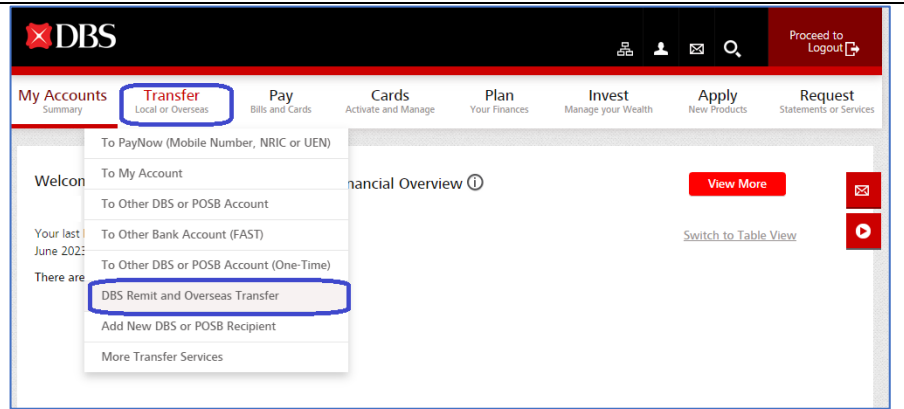 DBS
Proceed to
Logout
My Accounts
Summary
Transfer
Local or Overseas
Pay
Bills and Cards
Cards
Activate and Manage
Plan
Your Finances
Invest
Manage your Wealth
Apply
New Products
Request
Statements or Services
To PayNow (Mobile Number, NRIC or UEN)
To My Account
To Other DBS or POSB Account
To Other Bank Account (FAST)
To Other DBS or POSB Account (One-Time)
DBS Remit and Overseas Transfer
Add New DBS or POSB Recipient
More Transfer Services
Welcon
nancial Overview
View More
Your last
June 2023
Switch to Table View
There are